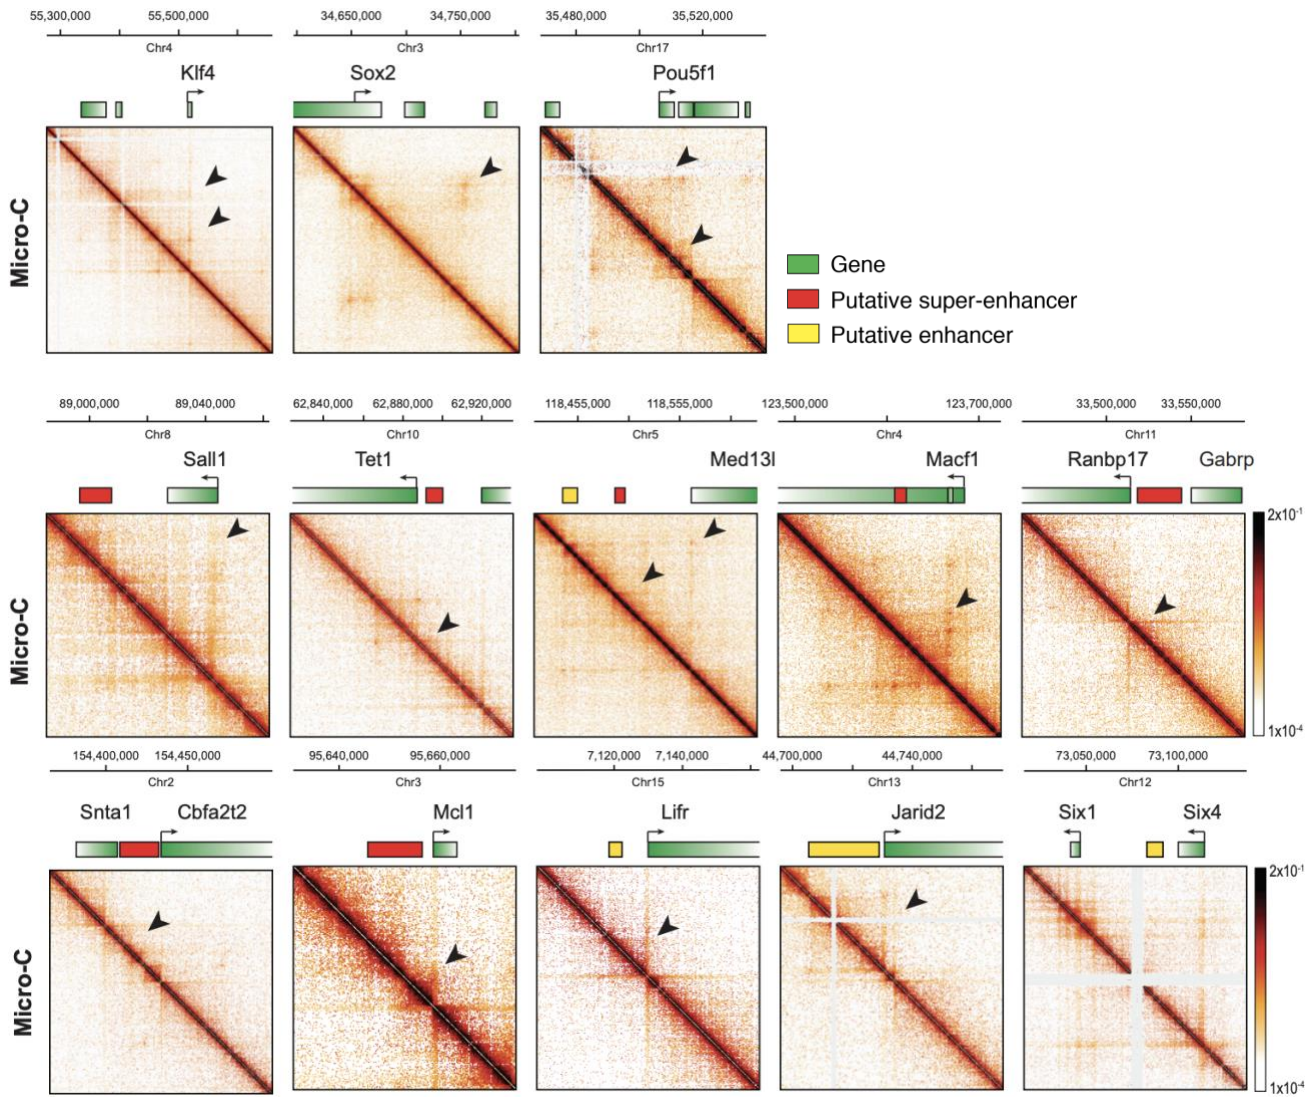 55,300,000 55,500,000 34,650,000 34,750,000 35,480,000 35,520,000
Chr4 Chr3 Chr17
Klf4 Sox2 Pou5f1
Micro-C
Gene
Putative super-enhancer
Putative enhancer
89,000,000 89,040,000 62,840,000 62,880,000 62,920,000 118,455,000 118,555,000 123,500,000 123,700,000 33,500,000 33,550,000
Chr8 Chr10 Chr5 Chr4 Chr11
Sall1 Tet1 Med13l Macf1 Ranbp17 Gabrp
Micro-C
2x10⁻¹
1x10⁻⁴
154,400,000 154,450,000 95,640,000 95,660,000 7,120,000 7,140,000 44,700,000 44,740,000 73,050,000 73,100,000
Chr2 Chr3 Chr15 Chr13 Chr12
Snta1 Cbfa2t2 Mcl1 Lifr Jarid2 Six1 Six4
Micro-C
2x10⁻¹
1x10⁻⁴